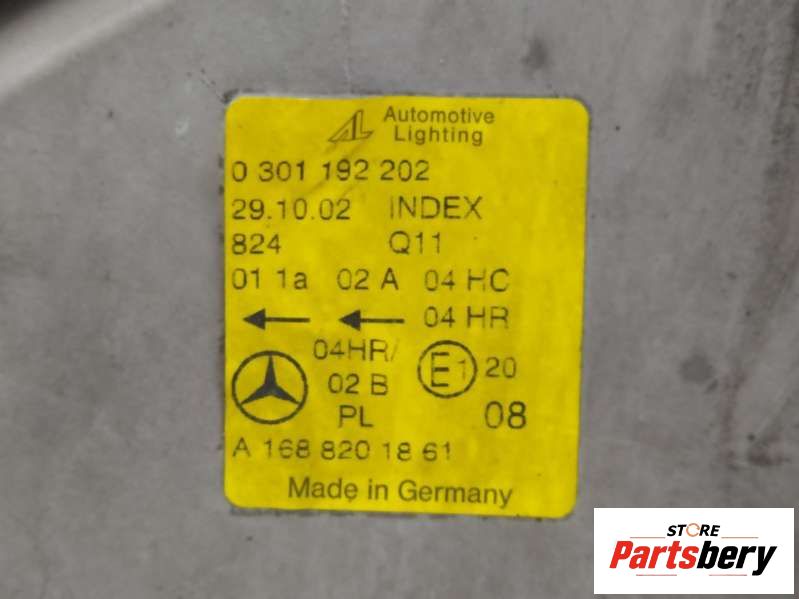 Automotive
Lighting
0 301 192 202
29.10.02 INDEX
824 Q11
01 1a 02 A 04 HC
04 HR
04HR/
02 B
E1 20
PL 08
A 168 820 18 61
Made in Germany
STORE
Partsbery